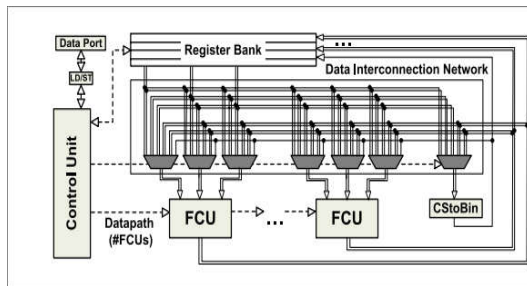 Data Port
Register Bank
...
LD/ST
Data Interconnection Network
Control Unit
CStoBin
FCU
...
FCU
Datapath
(#FCUs)